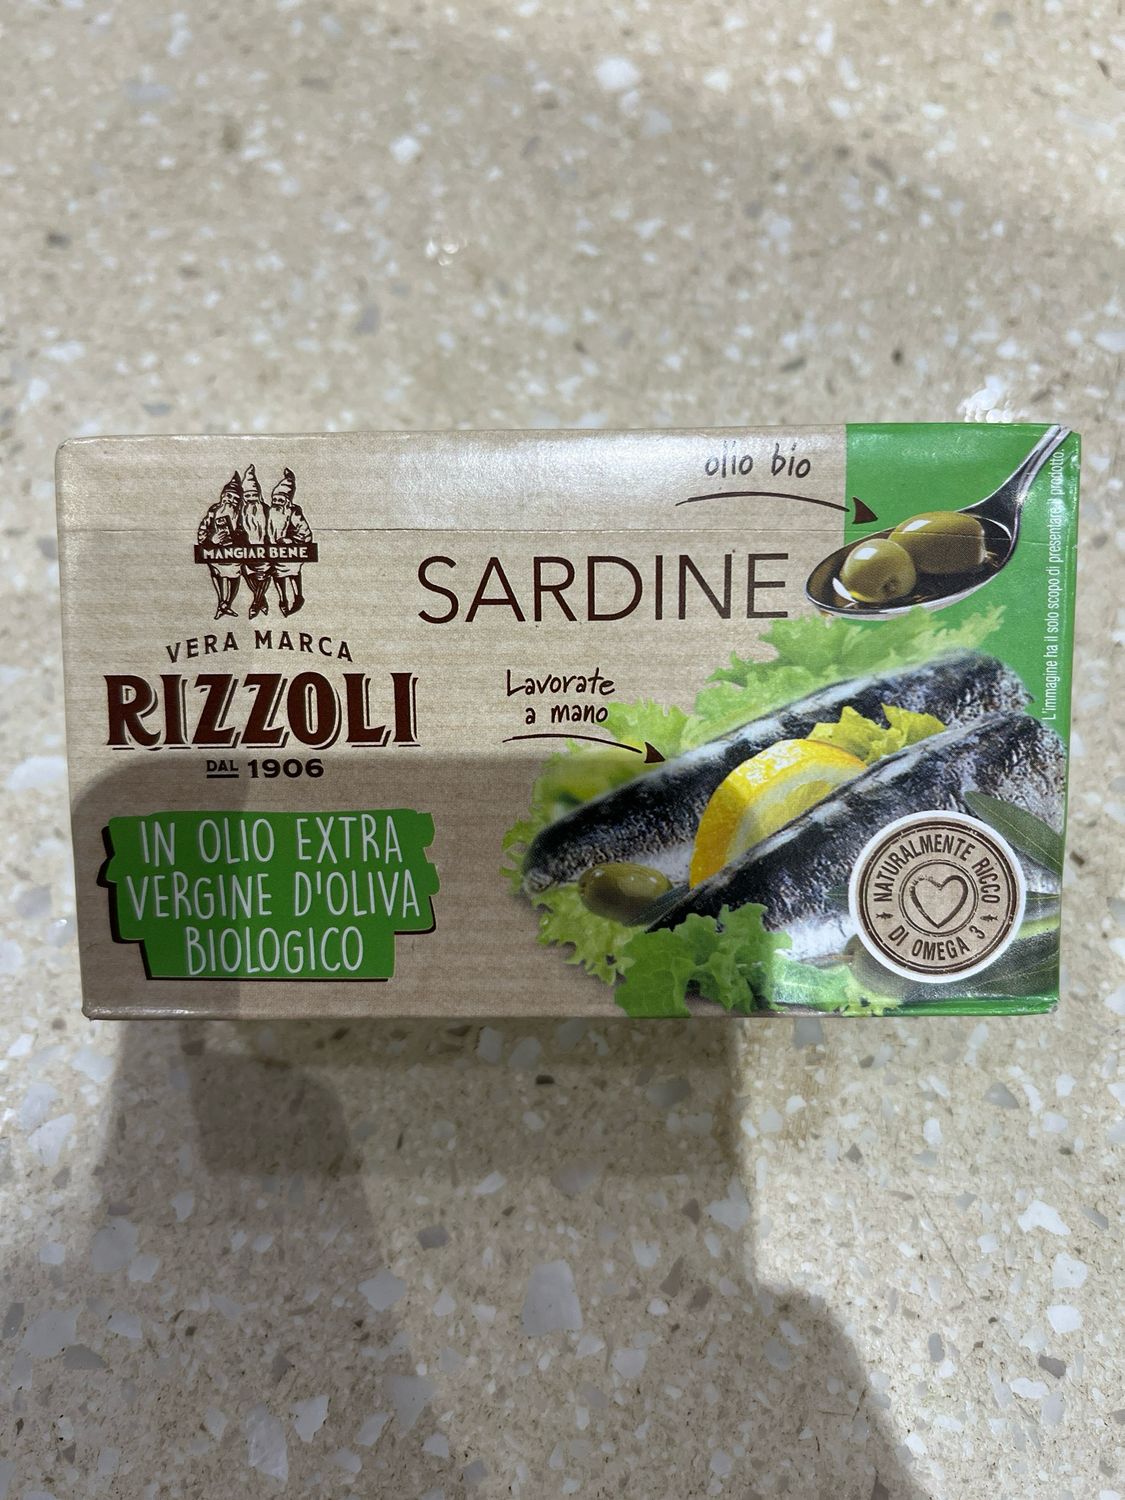 olio bio
MANGIAR BENE
SARDINE
VERA MARCA
RIZZOLI
DAL 1906
Lavorate
a mano
IN OLIO EXTRA
VERGINE D'OLIVA
BIOLOGICO
NATURALMENTE RICCO
DI OMEGA 3
L'immagine ha il solo scopo di presentare il prodotto.